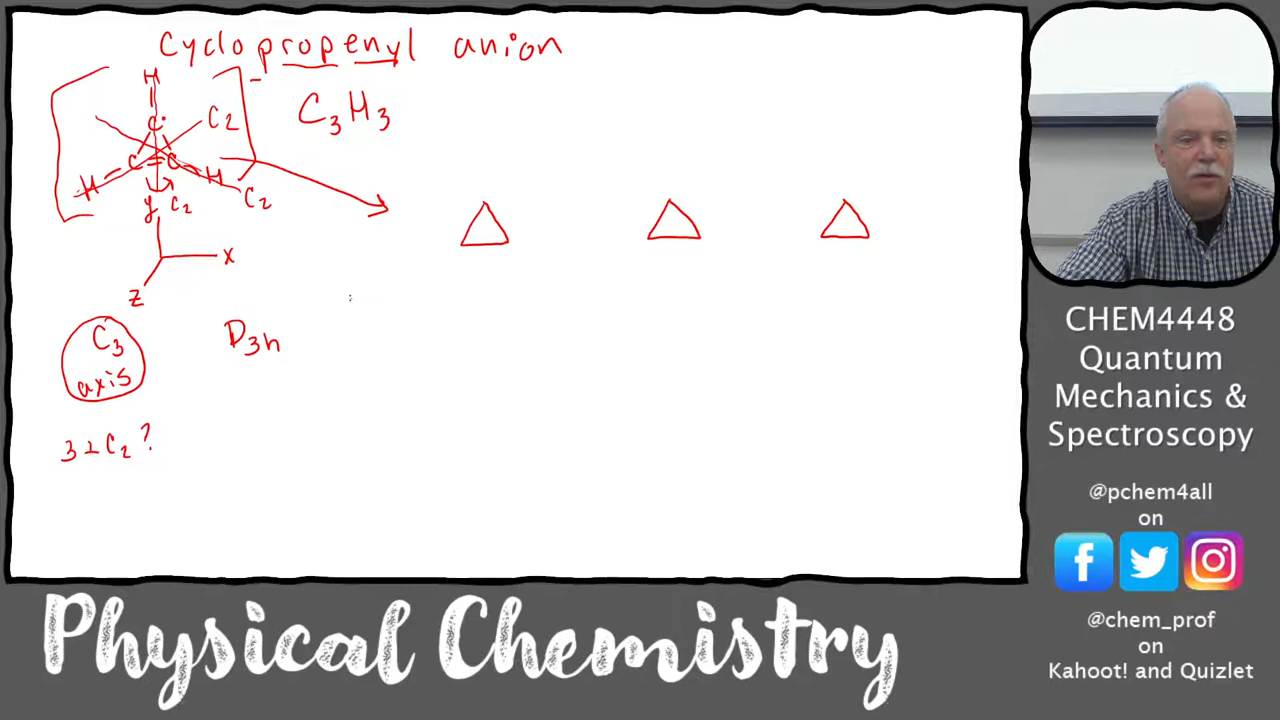 Cyclopropenyl anion
H
-
C
C2
C3H3
C = C
H
H
y
C2
C2
x
z
C3
axis
D3h
3⊥C2?
CHEM4448
Quantum
Mechanics &
Spectroscopy
@pchem4all
on
@chem_prof
on
Kahoot! and Quizlet
Physical Chemistry